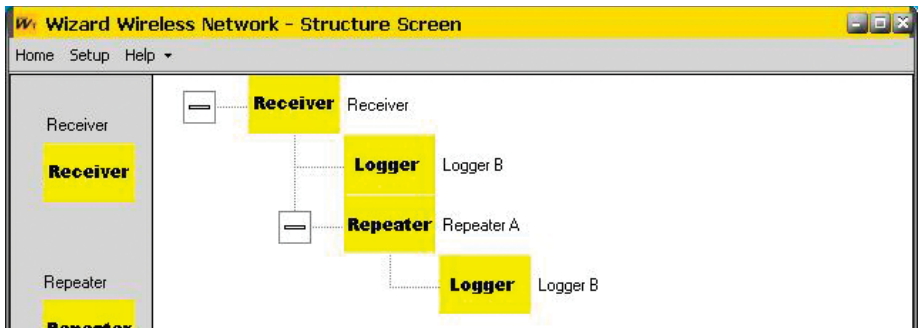 Wizard Wireless Network - Structure Screen
Home Setup Help
Receiver
Receiver
Repeater
Repeater
Receiver Receiver
Logger Logger B
Repeater Repeater A
Logger Logger B